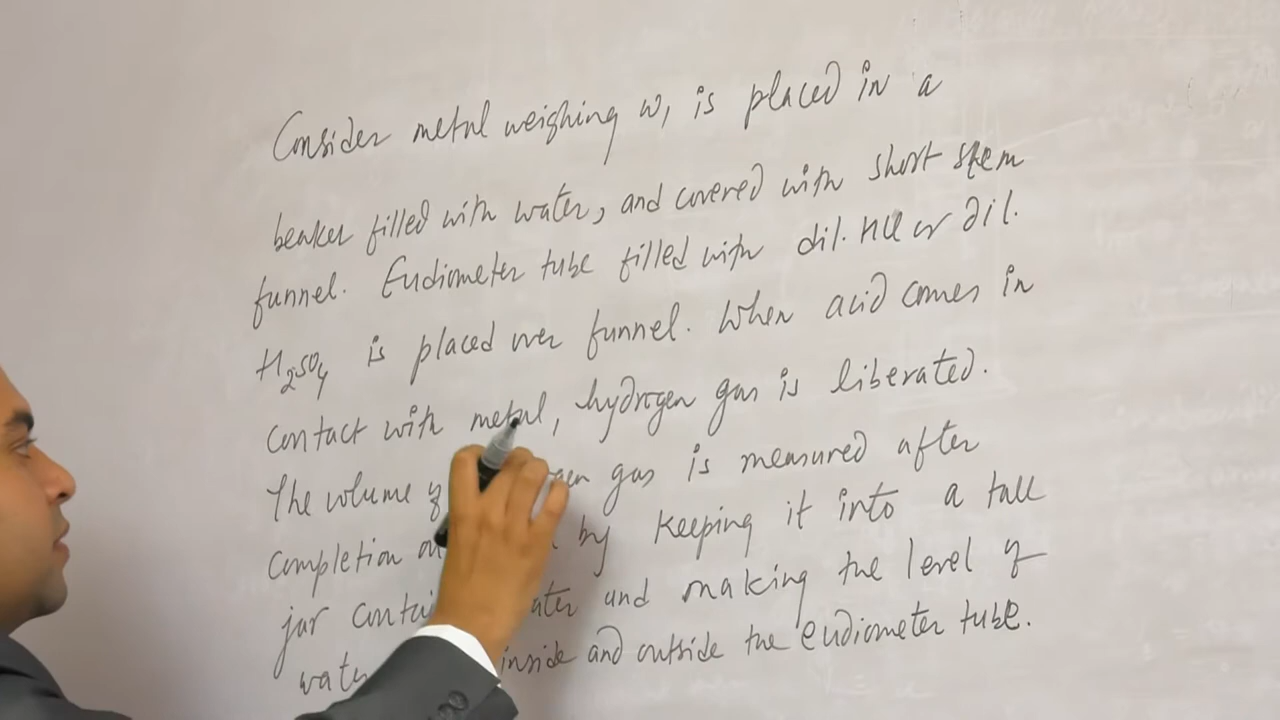 Consider metal weighing w, is placed in a
beaker filled with water, and covered with short stem
funnel. Eudiometer tube filled with dil. HCl or dil.
H2SO4 is placed over funnel. When acid comes in
contact with metal, hydrogen gas is liberated.
The volume of gas is measured after
completion by keeping it into a tall
jar and making the level of
inside and outside the eudiometer tube.